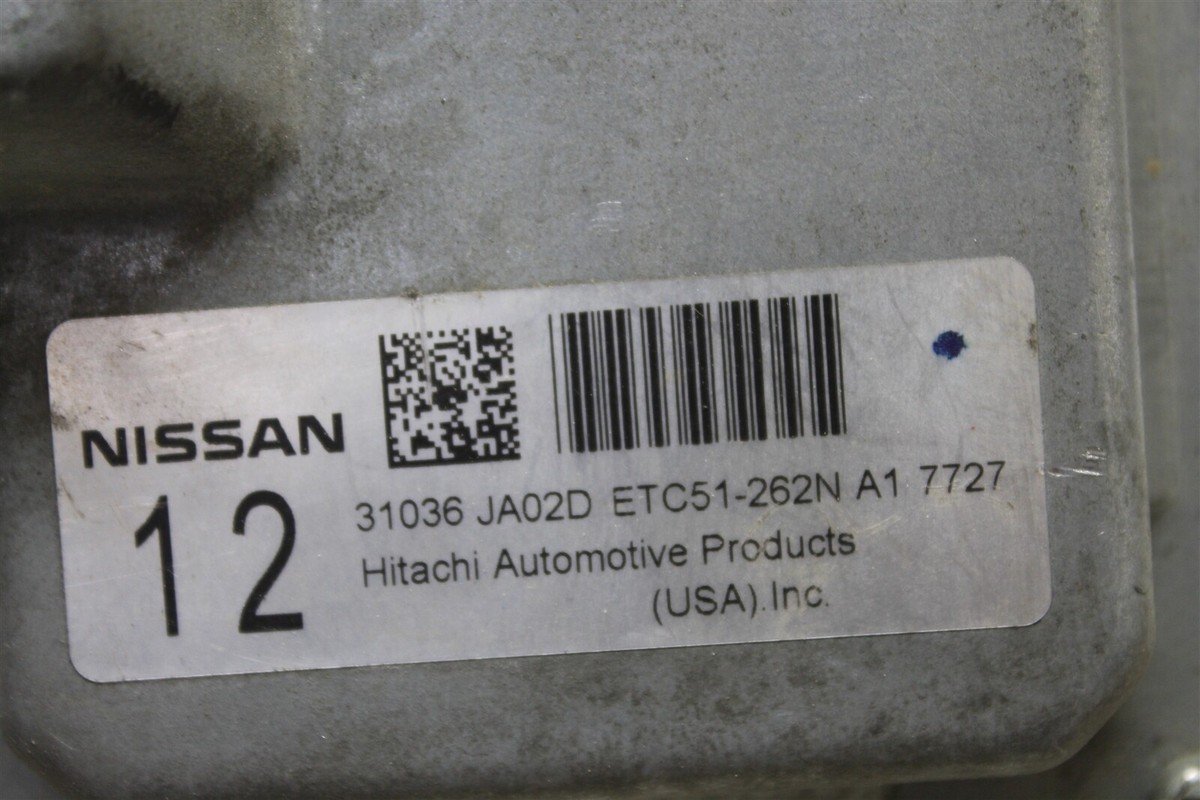 NISSAN
12
31036 JA02D ETC51-262N A1 7727
Hitachi Automotive Products
(USA).Inc.